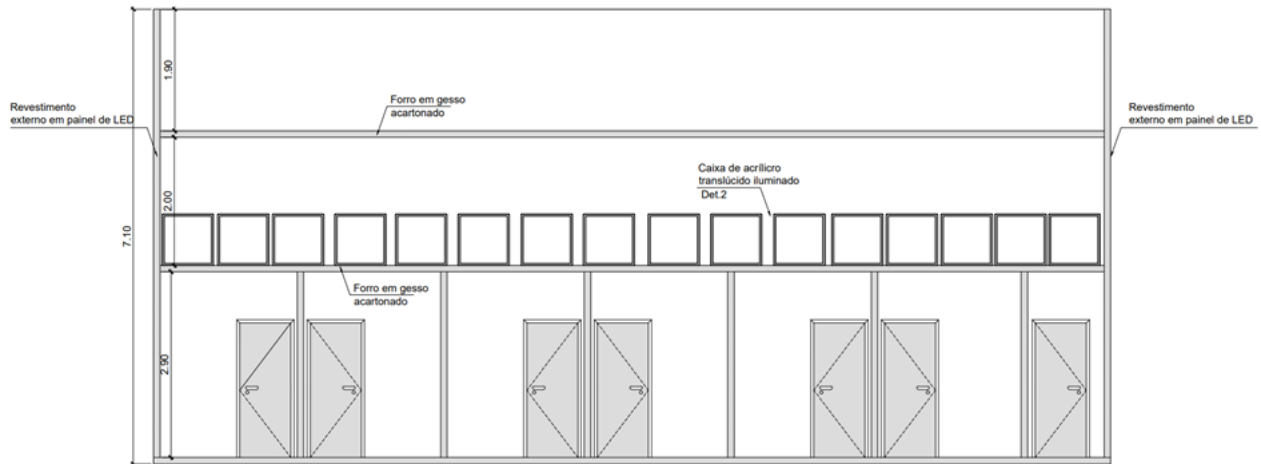 1.90
Forro em gesso
acartonado
Revestimento
externo em painel de LED
Revestimento
externo em painel de LED
Caixa de acrílicro
translúcido iluminado
Det.2
2.00
7.10
Forro em gesso
acartonado
2.90